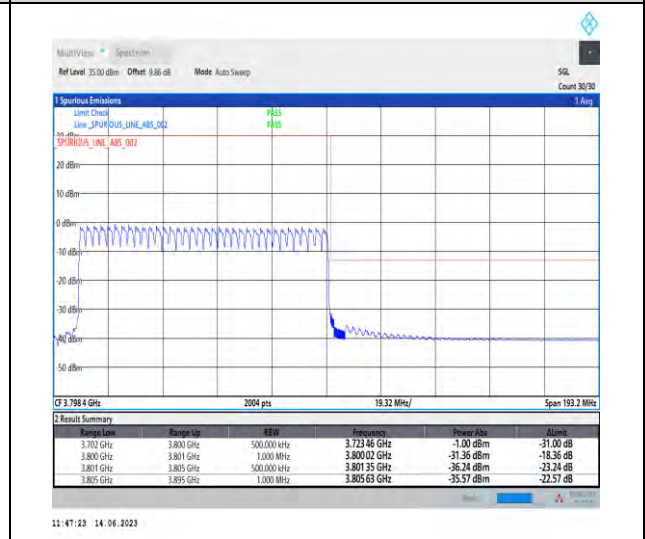 MultiView Spectrum
Ref Level 35.00 dBm Offset 9.86 dB Mode Auto Sweep SGL
Count 30/30
1 Spurious Emissions 1 Avg
Limit Check PASS
Line _SPURIOUS_LINE_ABS_002 PASS
30 dBm
_SPURIOUS_LINE_ABS_002
20 dBm
10 dBm
0 dBm
-10 dBm
-20 dBm
-30 dBm
-40 dBm
-50 dBm
CF 3.798 4 GHz 2004 pts 19.32 MHz/ Span 193.2 MHz
2 Result Summary
Range Low Range Up RBW Frequency Power Abs ΔLimit
3.702 GHz 3.800 GHz 500.000 kHz 3.723 46 GHz -1.00 dBm -31.00 dB
3.800 GHz 3.801 GHz 1.000 MHz 3.800 02 GHz -31.36 dBm -18.36 dB
3.801 GHz 3.805 GHz 500.000 kHz 3.801 35 GHz -36.24 dBm -23.24 dB
3.805 GHz 3.895 GHz 1.000 MHz 3.805 63 GHz -35.57 dBm -22.57 dB
11:47:23 14.06.2023